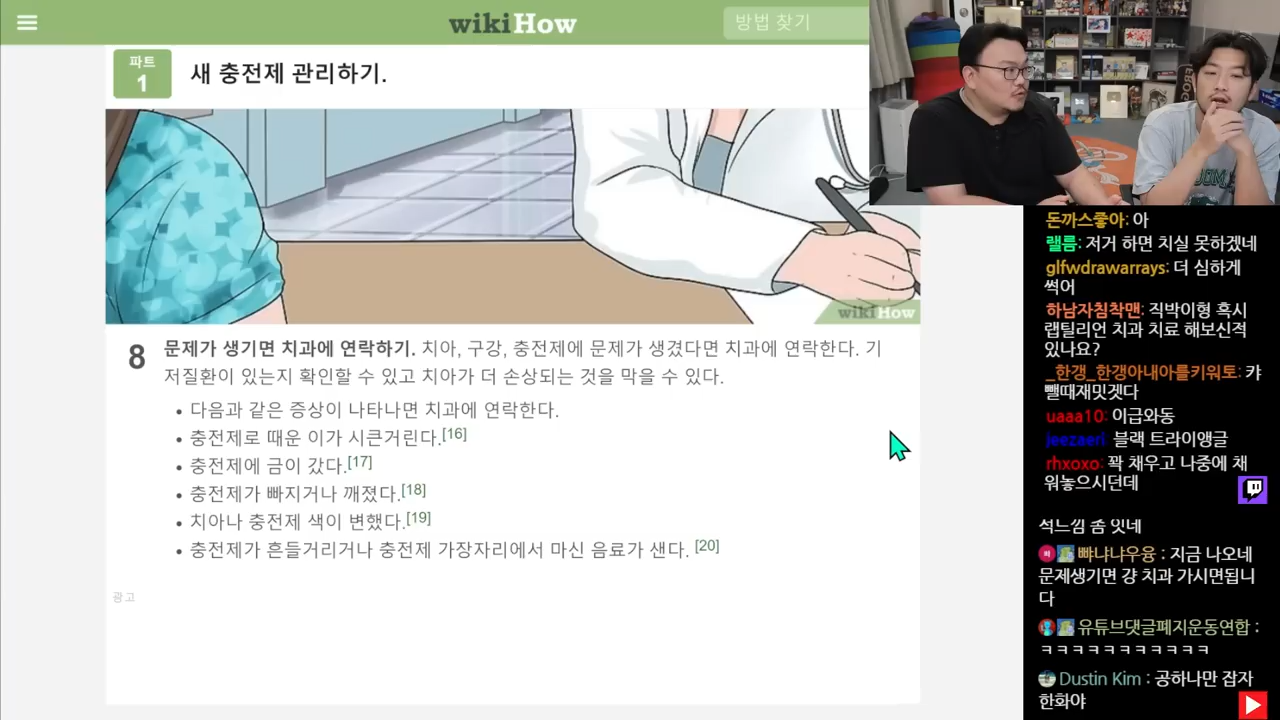 wikiHow
방법 찾기
파트
1
새 충전제 관리하기.
wikiHow
8
문제가 생기면 치과에 연락하기. 치아, 구강, 충전제에 문제가 생겼다면 치과에 연락한다. 기
저질환이 있는지 확인할 수 있고 치아가 더 손상되는 것을 막을 수 있다.
• 다음과 같은 증상이 나타나면 치과에 연락한다.
• 충전제로 때운 이가 시큰거린다.[16]
• 충전제에 금이 갔다.[17]
• 충전제가 빠지거나 깨졌다.[18]
• 치아나 충전제 색이 변했다.[19]
• 충전제가 흔들거리거나 충전제 가장자리에서 마신 음료가 샌다. [20]
광고
돈까스좋아: 아
랠름: 저거 하면 치실 못하겠네
glfwdrawarrays: 더 심하게
썩어
하남자침착맨: 직박이형 혹시
랩틸리언 치과 치료 해보신적
있나요?
_한갱_한갱아내아를키워토: 캬
뺄때재밋겟다
uaaa10: 이급와동
jeezaeri: 블랙 트라이앵글
rhxoxo: 꽉 채우고 나중에 채
워놓으시던데
석느낌 좀 잇네
뺘냐냐우융 : 지금 나오네
문제생기면 걍 치과 가시면됩니
다
유튜브댓글폐지운동연합 :
ㅋㅋㅋㅋㅋㅋㅋㅋㅋㅋㅋ
Dustin Kim : 공하나만 잡자
한화야